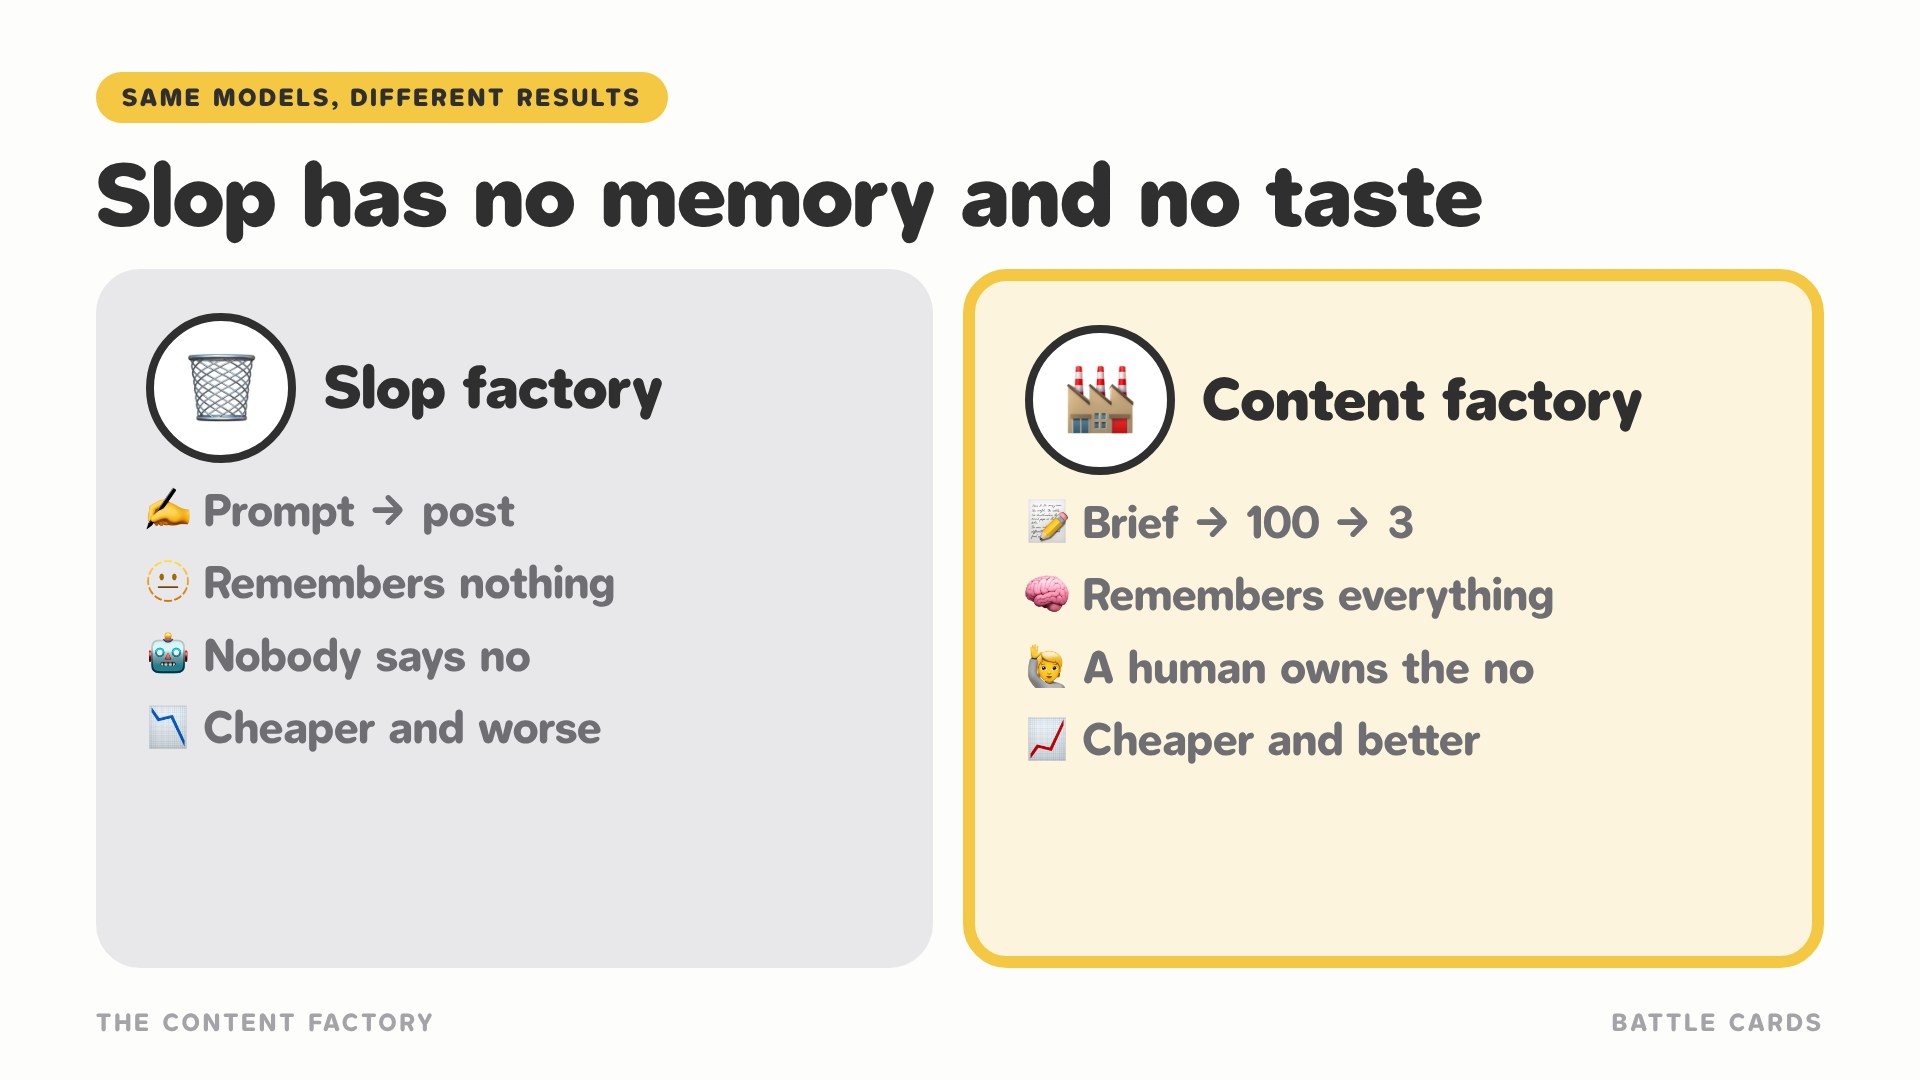 SAME MODELS, DIFFERENT RESULTS
Slop has no memory and no taste
Slop factory
Prompt → post
Remembers nothing
Nobody says no
Cheaper and worse
Content factory
Brief → 100 → 3
Remembers everything
A human owns the no
Cheaper and better
THE CONTENT FACTORY
BATTLE CARDS